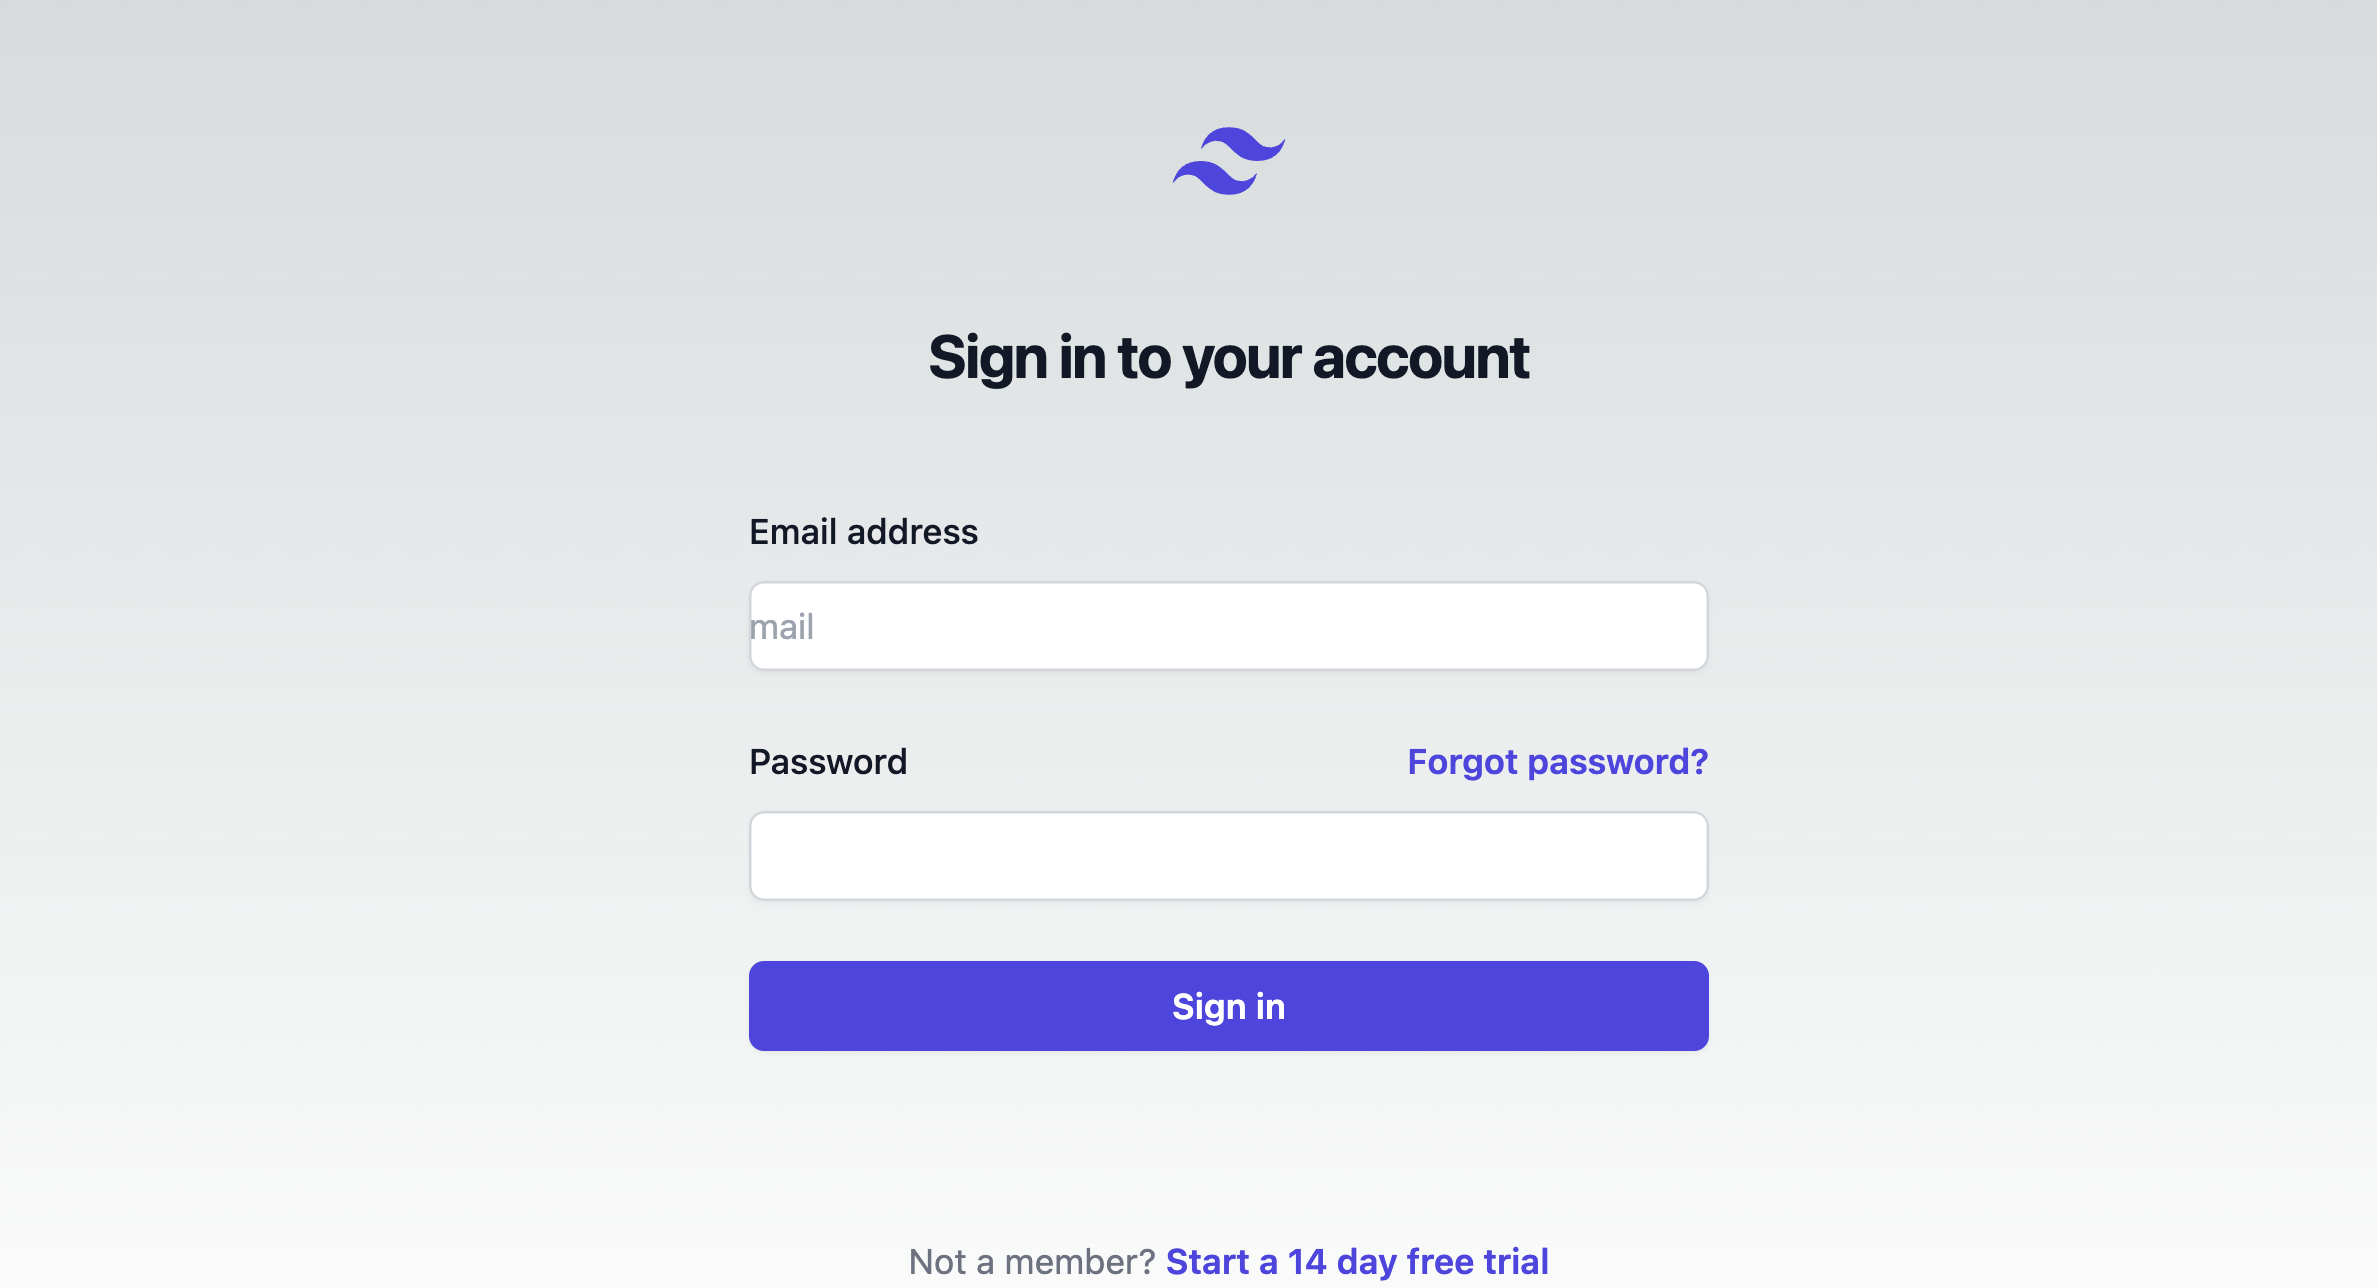 Sign in to your account
Email address
mail
Password
Forgot password?
Sign in
Not a member? Start a 14 day free trial